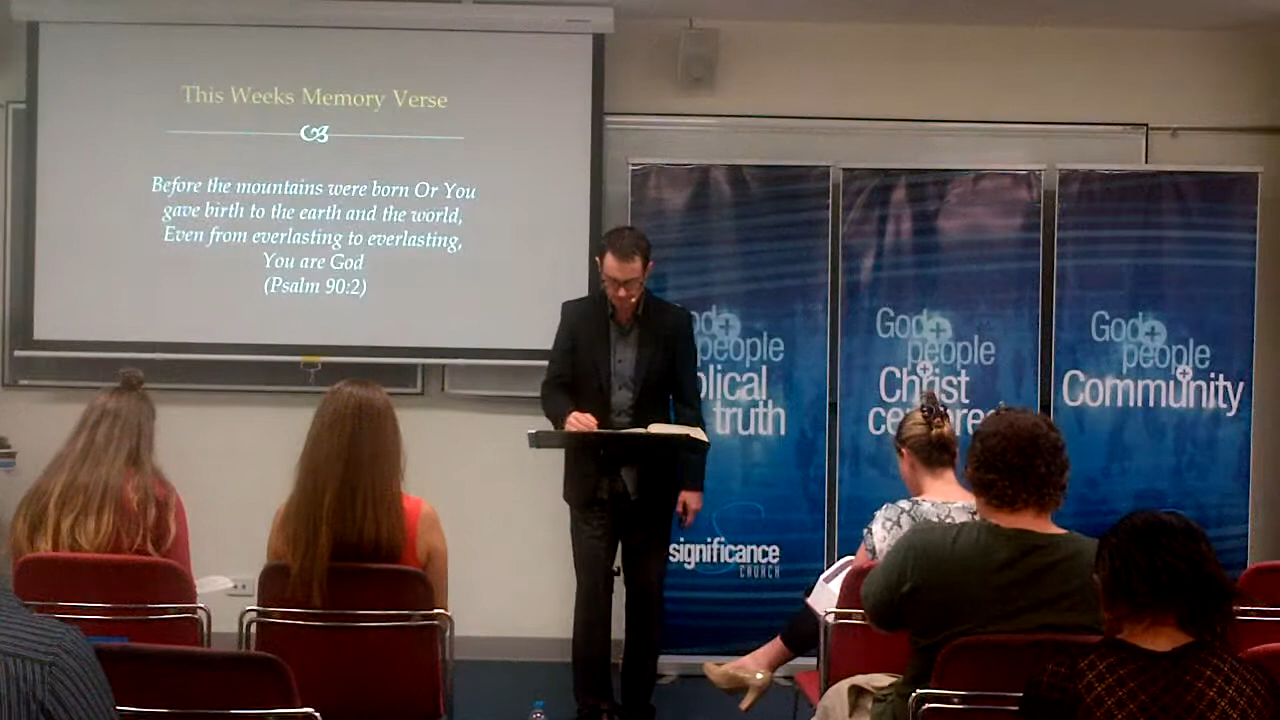 This Weeks Memory Verse
Before the mountains were born Or You
gave birth to the earth and the world,
Even from everlasting to everlasting,
You are God
(Psalm 90:2)
people
truth
significance
CHURCH
God+
people
+
Christ
God+
people
+
Community